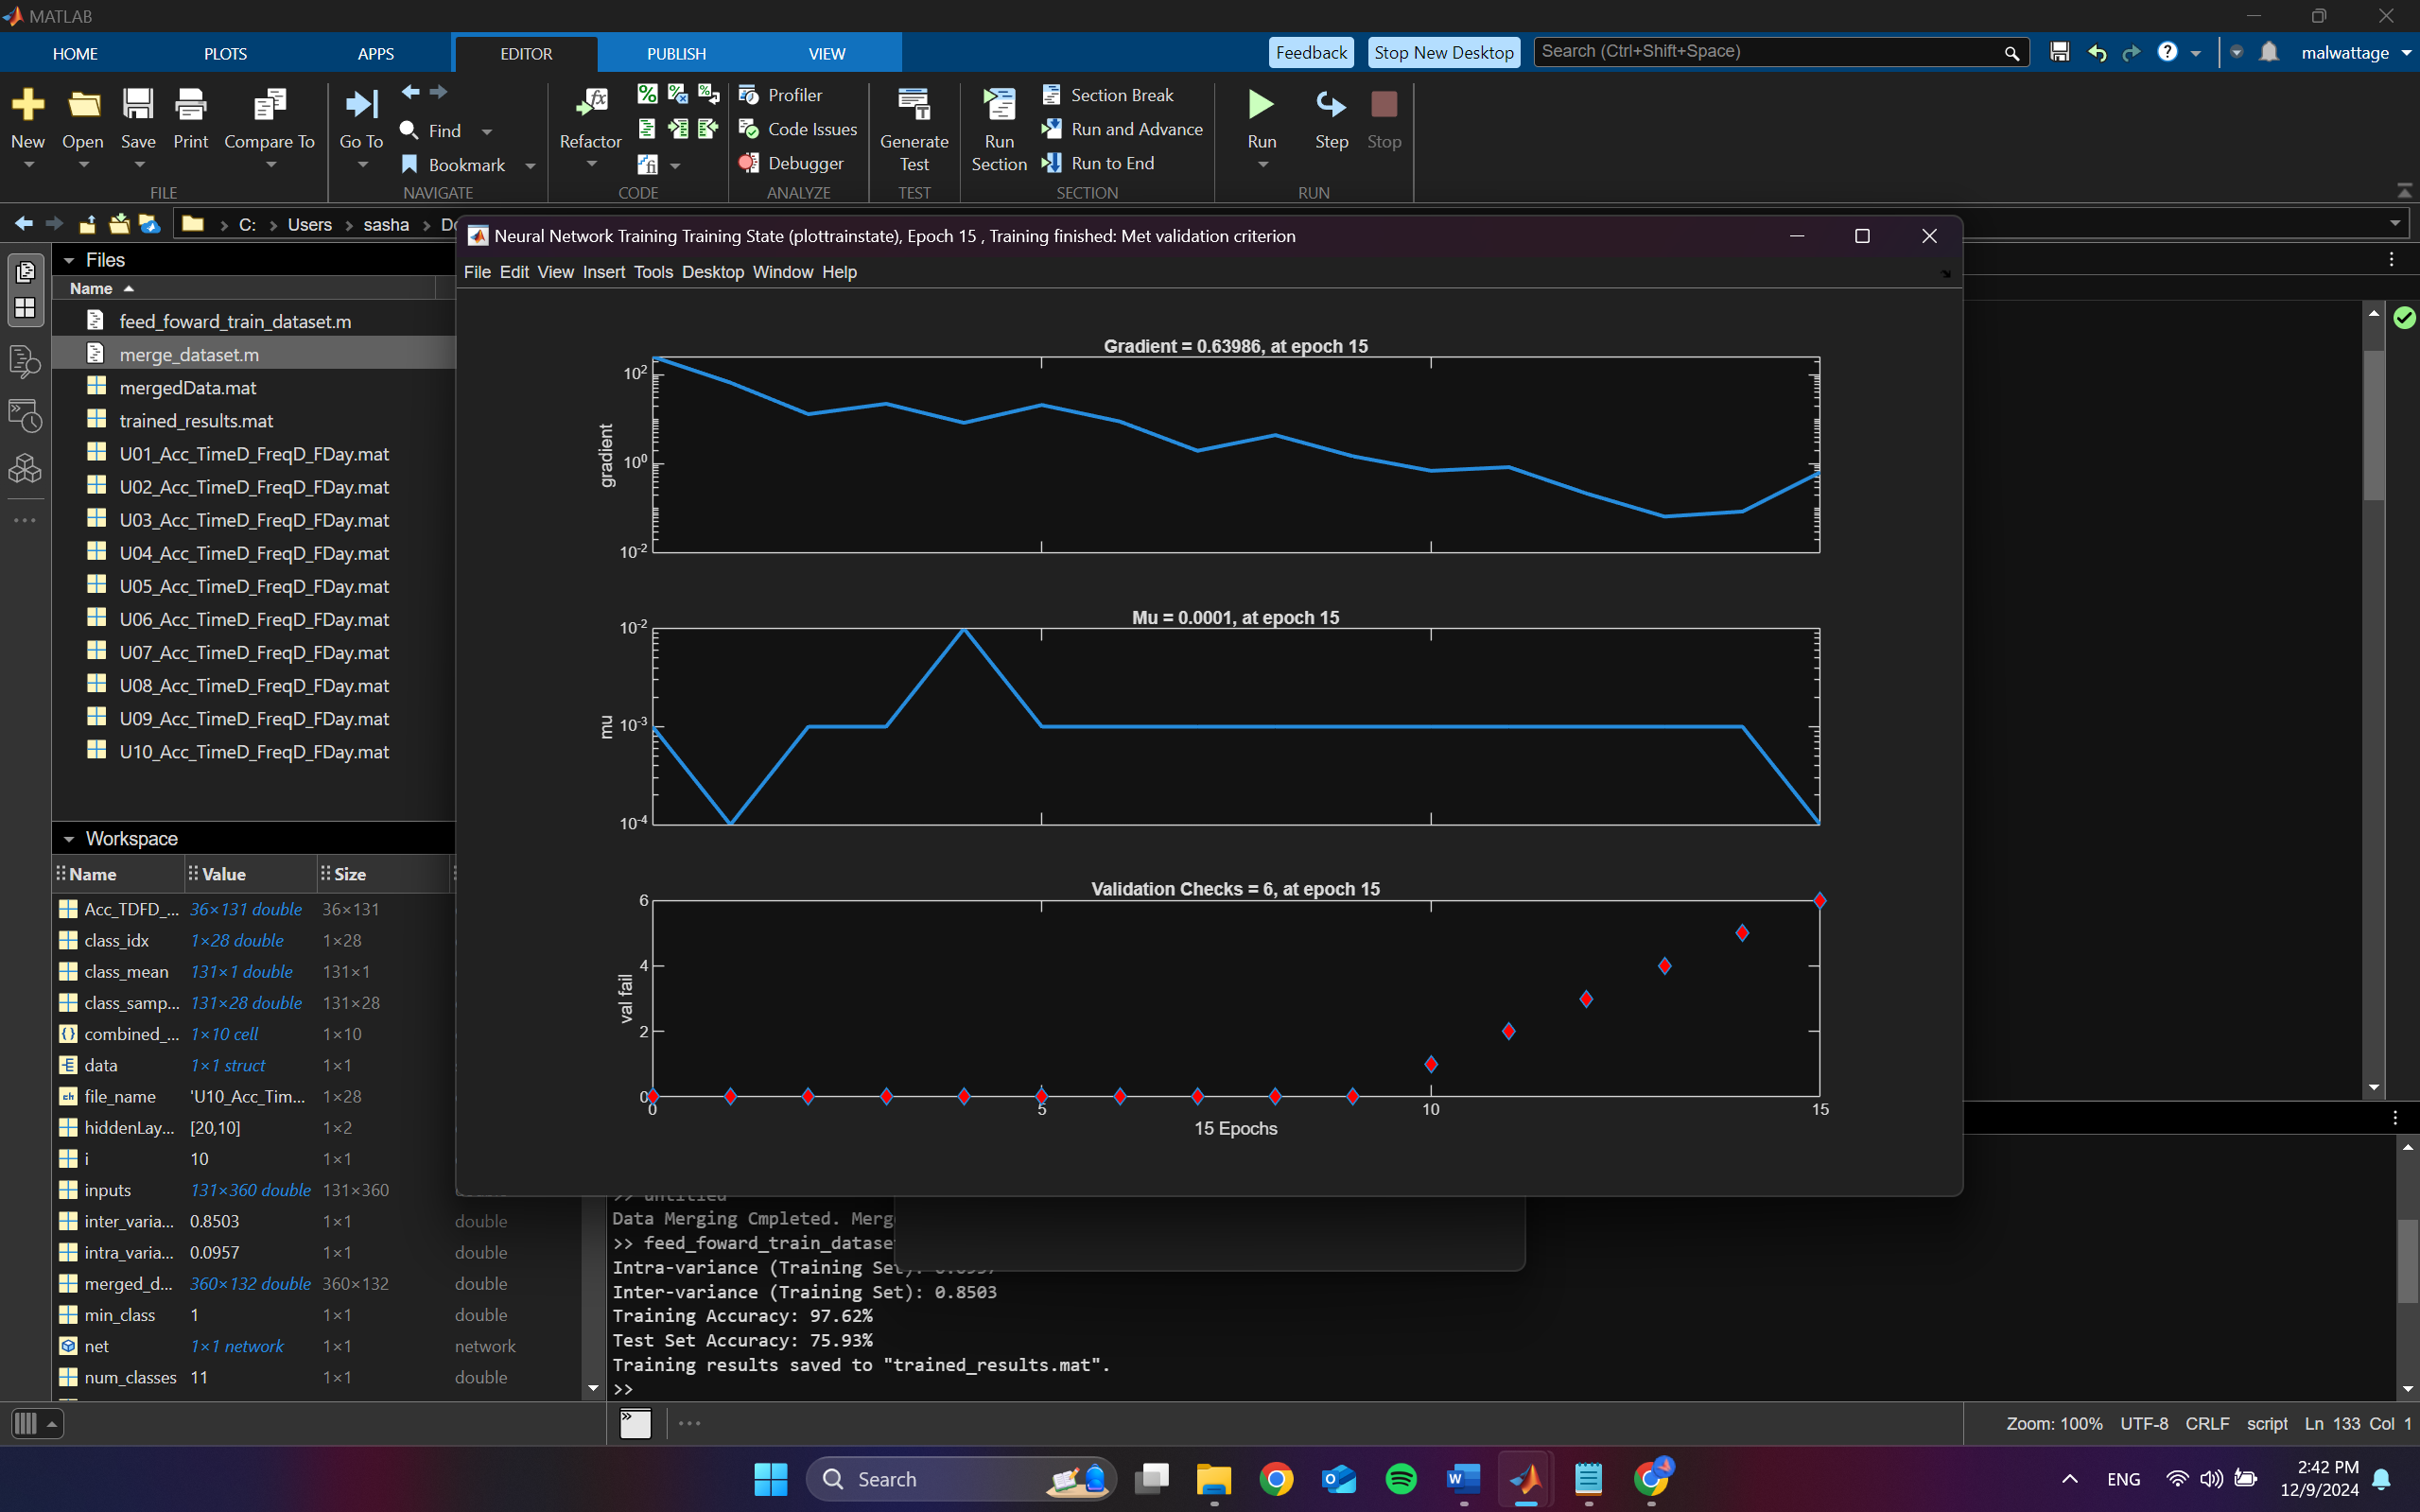 MATLAB
HOME PLOTS APPS EDITOR PUBLISH VIEW Feedback Stop New Desktop Search (Ctrl+Shift+Space) malwattage
New Open Save Print Compare To
FILE
Go To Find Bookmark
NAVIGATE
Refactor
CODE
Profiler
Code Issues
Debugger
ANALYZE
Generate Test
TEST
Run Section
Section Break
Run and Advance
Run to End
SECTION
Run Step Stop
RUN
C: Users sasha
Files
Name
feed_foward_train_dataset.m
merge_dataset.m
mergedData.mat
trained_results.mat
U01_Acc_TimeD_FreqD_FDay.mat
U02_Acc_TimeD_FreqD_FDay.mat
U03_Acc_TimeD_FreqD_FDay.mat
U04_Acc_TimeD_FreqD_FDay.mat
U05_Acc_TimeD_FreqD_FDay.mat
U06_Acc_TimeD_FreqD_FDay.mat
U07_Acc_TimeD_FreqD_FDay.mat
U08_Acc_TimeD_FreqD_FDay.mat
U09_Acc_TimeD_FreqD_FDay.mat
U10_Acc_TimeD_FreqD_FDay.mat
Workspace
Name Value Size
Acc_TDFD_... 36×131 double 36×131
class_idx 1×28 double 1×28
class_mean 131×1 double 131×1
class_samp... 131×28 double 131×28
combined_... 1×10 cell 1×10
data 1×1 struct 1×1
file_name 'U10_Acc_Tim... 1×28
hiddenLay... [20,10] 1×2
i 10 1×1
inputs 131×360 double 131×360
inter_varia... 0.8503 1×1 double
intra_varia... 0.0957 1×1 double
merged_d... 360×132 double 360×132 double
min_class 1 1×1 double
net 1×1 network 1×1 network
num_classes 11 1×1 double
Neural Network Training Training State (plottrainstate), Epoch 15 , Training finished: Met validation criterion
File Edit View Insert Tools Desktop Window Help
Gradient = 0.63986, at epoch 15
gradient
10²
10⁰
10⁻²
Mu = 0.0001, at epoch 15
mu
10⁻²
10⁻³
10⁻⁴
Validation Checks = 6, at epoch 15
val fail
6
4
2
0
0 5 10 15
15 Epochs
>> untitled
Data Merging Cmpleted. Merg
>> feed_foward_train_datase
Intra-variance (Training Set):
Inter-variance (Training Set): 0.8503
Training Accuracy: 97.62%
Test Set Accuracy: 75.93%
Training results saved to "trained_results.mat".
>>
Zoom: 100% UTF-8 CRLF script Ln 133 Col 1
Search
ENG
2:42 PM
12/9/2024